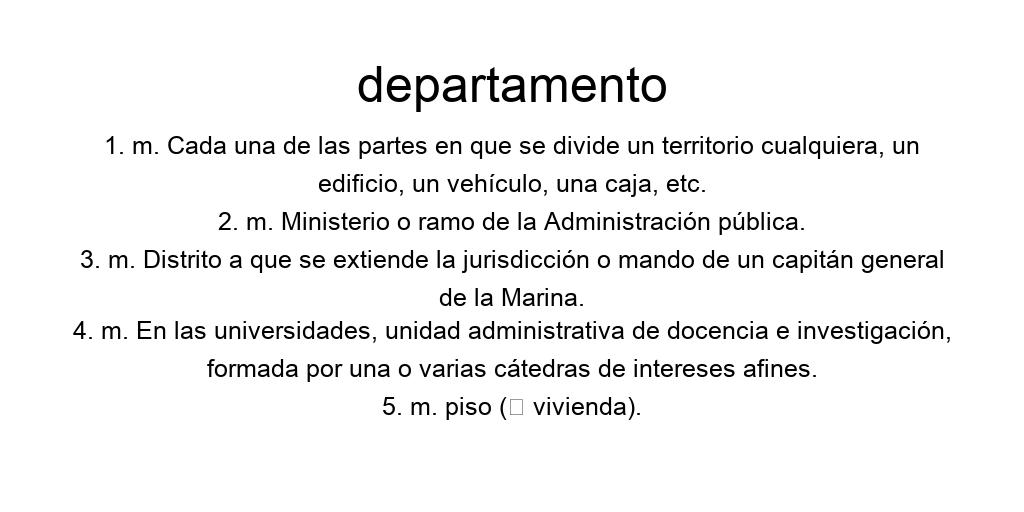 departamento
1. m. Cada una de las partes en que se divide un territorio cualquiera, un
edificio, un vehículo, una caja, etc.
2. m. Ministerio o ramo de la Administración pública.
3. m. Distrito a que se extiende la jurisdicción o mando de un capitán general
de la Marina.
4. m. En las universidades, unidad administrativa de docencia e investigación,
formada por una o varias cátedras de intereses afines.
5. m. piso (□ vivienda).